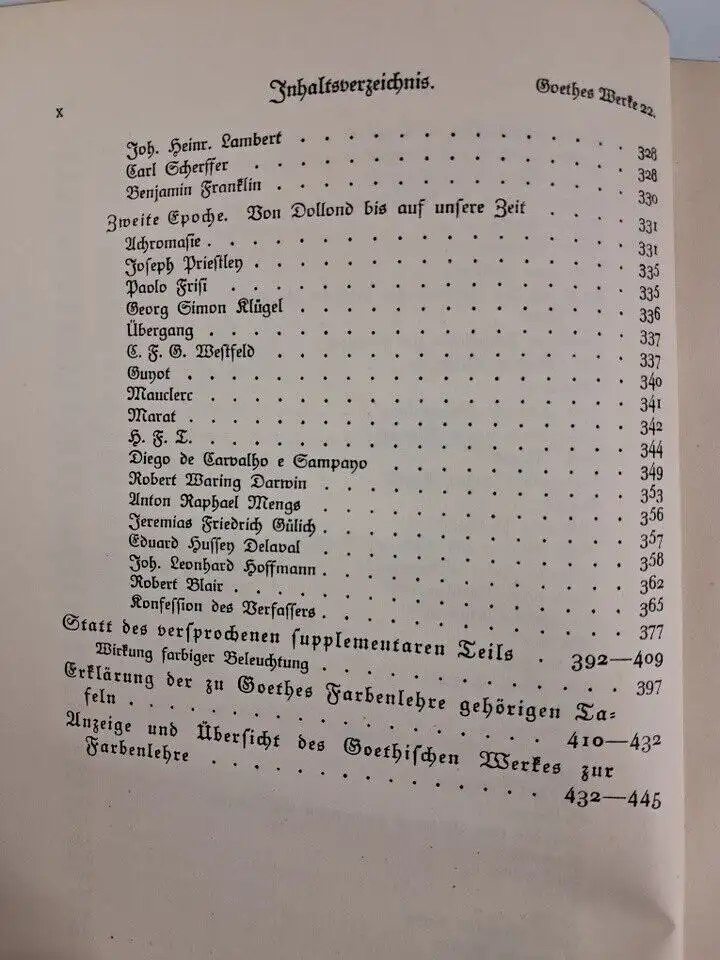 x Inhaltsverzeichnis. Goethes Werke 22.
Joh. Heinr. Lambert . . . . . . . . . . . . . . 328
Carl Scherffer . . . . . . . . . . . . . . . . 328
Benjamin Franklin . . . . . . . . . . . . . . . 330
Zweite Epoche. Von Dollond bis auf unsere Zeit . . . . 331
Achromasie . . . . . . . . . . . . . . . . . . 331
Joseph Priestley . . . . . . . . . . . . . . . . 335
Paolo Frisi . . . . . . . . . . . . . . . . . . 335
Georg Simon Klügel . . . . . . . . . . . . . . 336
Übergang . . . . . . . . . . . . . . . . . . . 337
C. F. G. Westfeld . . . . . . . . . . . . . . . 337
Guyot . . . . . . . . . . . . . . . . . . . . 340
Mauclerc . . . . . . . . . . . . . . . . . . . 341
Marat . . . . . . . . . . . . . . . . . . . . 342
H. F. T. . . . . . . . . . . . . . . . . . . . 344
Diego de Carvalho e Sampayo . . . . . . . . . . 349
Robert Waring Darwin . . . . . . . . . . . . . 353
Anton Raphael Mengs . . . . . . . . . . . . . 356
Jeremias Friedrich Gülich . . . . . . . . . . . . 357
Eduard Hussey Delaval . . . . . . . . . . . . . 358
Joh. Leonhard Hoffmann . . . . . . . . . . . . 362
Robert Blair . . . . . . . . . . . . . . . . . 365
Konfession des Verfassers . . . . . . . . . . . . 377
Statt des versprochenen supplementaren Teils . 392—409
Wirkung farbiger Beleuchtung . . . . . . . . . . 397
Erklärung der zu Goethes Farbenlehre gehörigen Ta-
feln . . . . . . . . . . . . . . . . . . 410—432
Anzeige und Übersicht des Goethischen Werkes zur
Farbenlehre . . . . . . . . . . . . . . 432—445